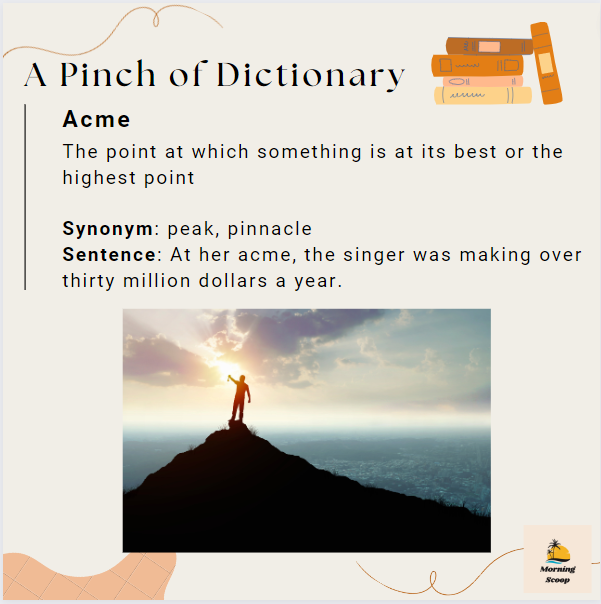 A Pinch of Dictionary
Acme
The point at which something is at its best or the
highest point
Synonym: peak, pinnacle
Sentence: At her acme, the singer was making over
thirty million dollars a year.
Morning
Scoop